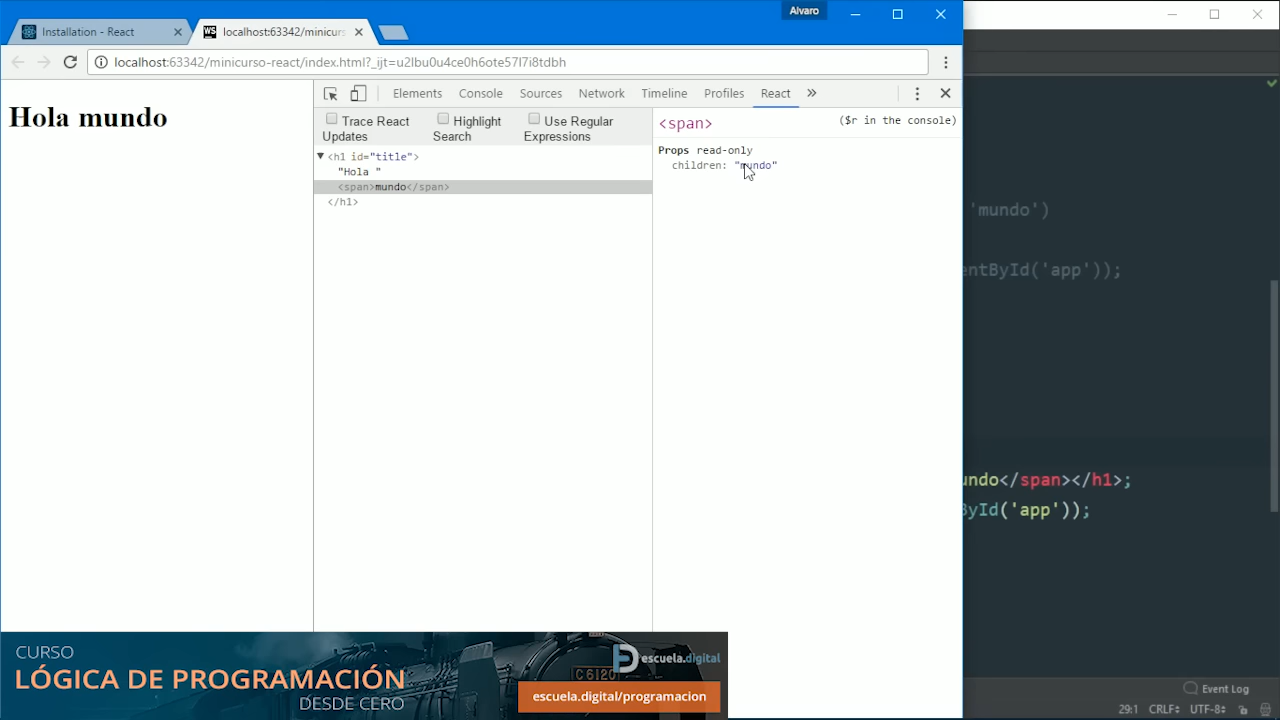 Alvaro
Installation - React
WS localhost:63342/minicurs
localhost:63342/minicurso-react/index.html?_ijt=u2lbu0u4ce0h6ote57l7i8tdbh
Elements Console Sources Network Timeline Profiles React »
Hola mundo
Trace React Updates
Highlight Search
Use Regular Expressions
<h1 id="title">
"Hola "
<span>mundo</span>
</h1>
<span> ($r in the console)
Props read-only
children: "mundo"
'mundo')
entById('app'));
undo</span></h1>;
ById('app'));
CURSO
LÓGICA DE PROGRAMACIÓN
DESDE CERO
C6120
escuela.digital
escuela.digital/programacion
Event Log
29:1 CRLF UTF-8